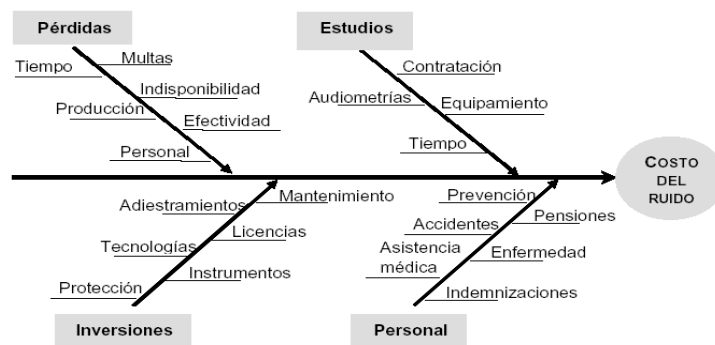 Pérdidas
Estudios
Tiempo
Multas
Indisponibilidad
Producción
Efectividad
Personal
Contratación
Audiometrías
Equipamiento
Tiempo
COSTO
DEL
RUIDO
Mantenimiento
Adiestramientos
Licencias
Tecnologías
Instrumentos
Protección
Prevención
Pensiones
Accidentes
Asistencia
médica
Enfermedad
Indemnizaciones
Inversiones
Personal